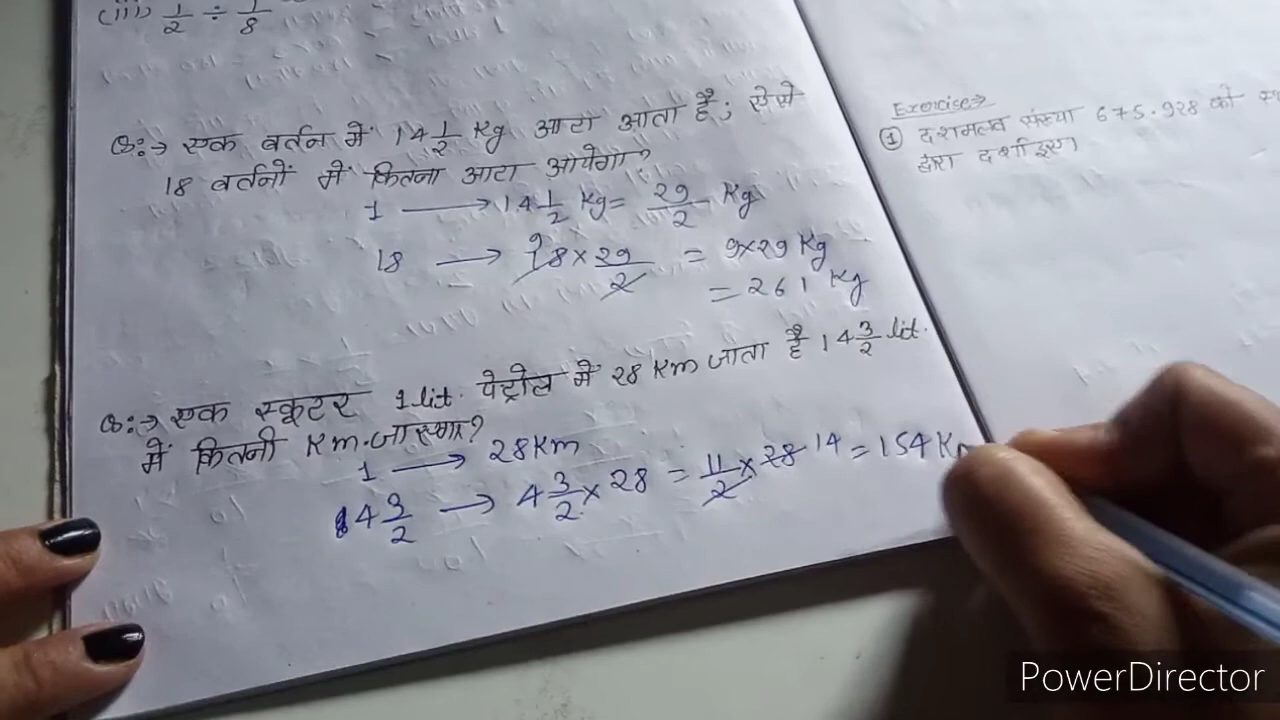 (iii) 1/2 ÷ 1/8
Q:→ एक बर्तन में 14 1/2 Kg आटा आता है; ऐसे
18 बर्तनों में कितना आटा आयेगा?
1 → 14 1/2 Kg = 29/2 Kg
18 → 9 18 × 29/2 = 9×29 Kg
= 261 Kg
Q:→ एक स्कूटर 1 lit. पेट्रोल में 28 Km जाता है 14 3/2 lit.
में कितनी Km. जाएगा?
1 → 28 Km
4 3/2 → 4 3/2 × 28 = 11/2 × 28 14 = 154 K
Exercise→
① दशमलव संख्या 675.928 को
द्वारा दर्शाइए।
PowerDirector